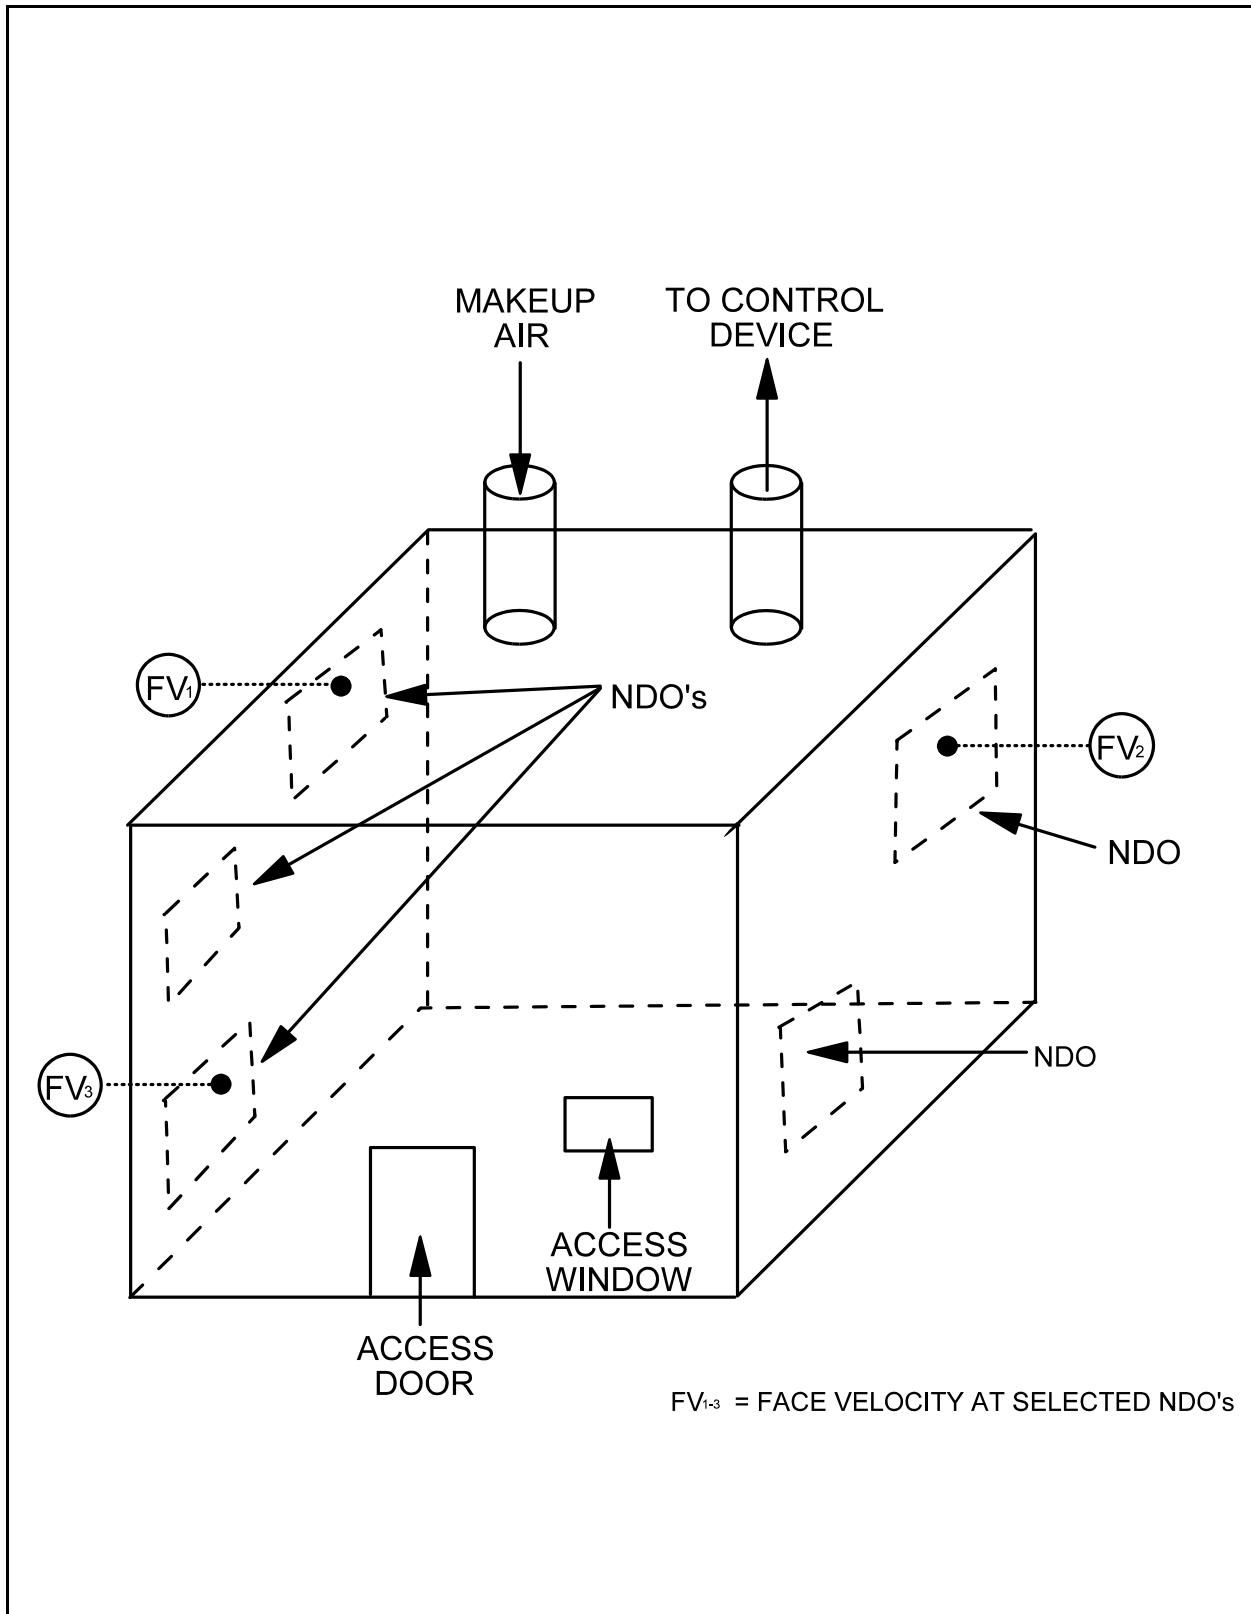 MAKEUP
AIR
TO CONTROL
DEVICE
FV1
NDO's
FV2
NDO
FV3
NDO
ACCESS
WINDOW
ACCESS
DOOR
FV1-3 = FACE VELOCITY AT SELECTED NDO's